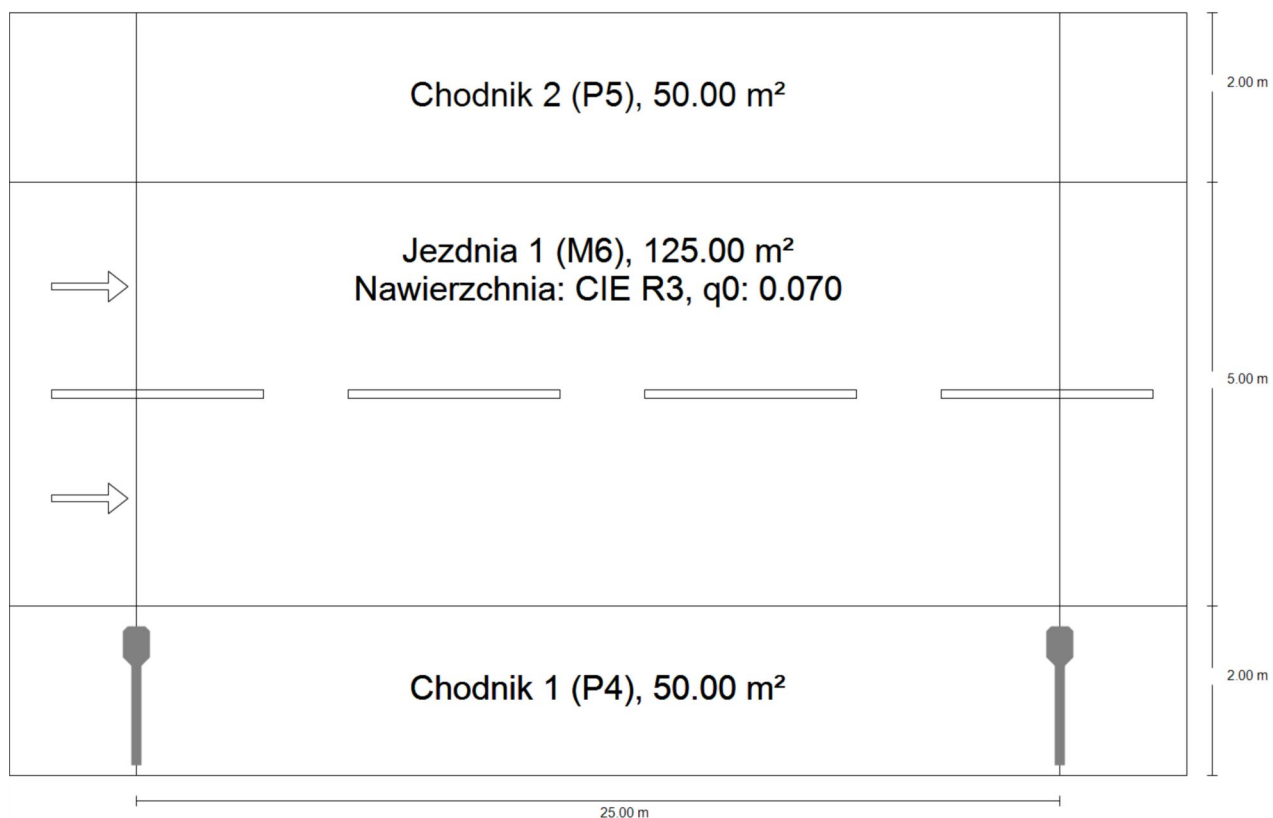 Chodnik 2 (P5), 50.00 m²
2.00 m
Jezdnia 1 (M6), 125.00 m²
Nawierzchnia: CIE R3, q0: 0.070
5.00 m
Chodnik 1 (P4), 50.00 m²
2.00 m
25.00 m